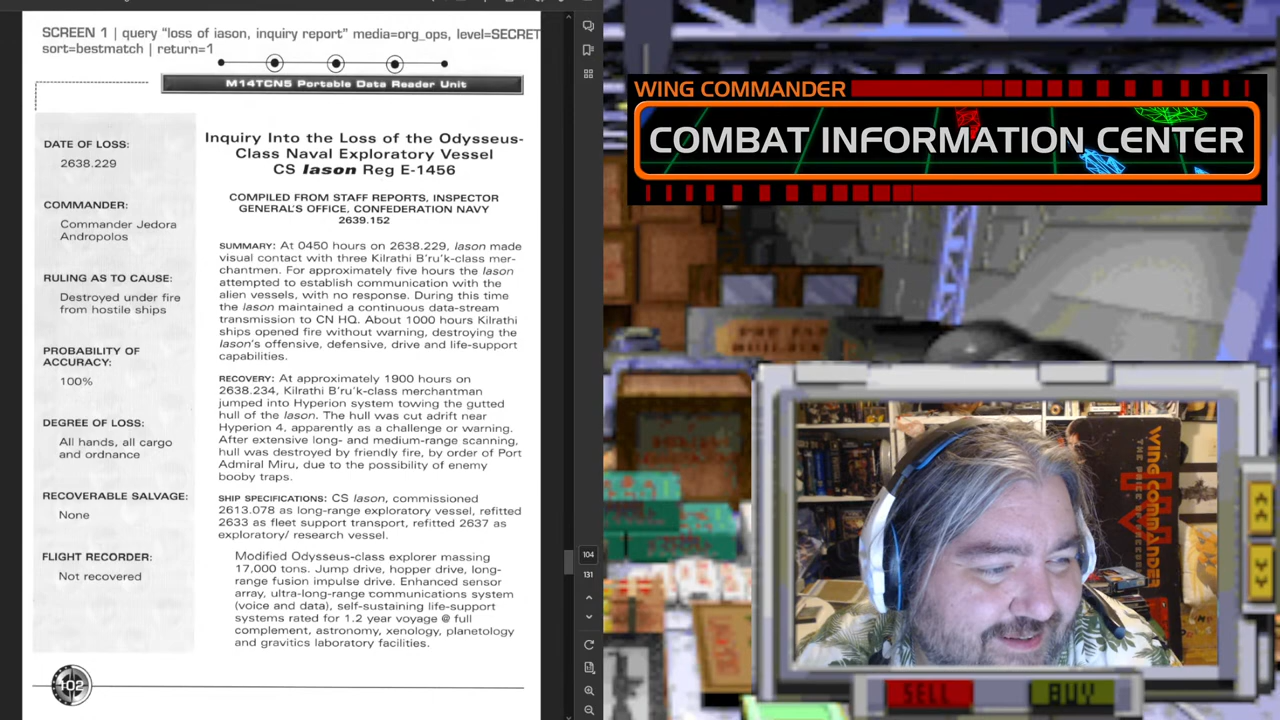 SCREEN 1 | query "loss of iason, inquiry report" media=org_ops, level=SECRET
sort=bestmatch | return=1
M14TCN5 Portable Data Reader Unit
DATE OF LOSS:
2638.229
COMMANDER:
Commander Jedora
Andropolos
RULING AS TO CAUSE:
Destroyed under fire
from hostile ships
PROBABILITY OF
ACCURACY:
100%
DEGREE OF LOSS:
All hands, all cargo
and ordnance
RECOVERABLE SALVAGE:
None
FLIGHT RECORDER:
Not recovered
Inquiry Into the Loss of the Odysseus-
Class Naval Exploratory Vessel
CS Iason Reg E-1456
COMPILED FROM STAFF REPORTS, INSPECTOR
GENERAL'S OFFICE, CONFEDERATION NAVY
2639.152
SUMMARY: At 0450 hours on 2638.229, Iason made
visual contact with three Kilrathi B'ru'k-class mer-
chantmen. For approximately five hours the Iason
attempted to establish communication with the
alien vessels, with no response. During this time
the Iason maintained a continuous data-stream
transmission to CN HQ. About 1000 hours Kilrathi
ships opened fire without warning, destroying the
Iason's offensive, defensive, drive and life-support
capabilities.
RECOVERY: At approximately 1900 hours on
2638.234, Kilrathi B'ru'k-class merchantman
jumped into Hyperion system towing the gutted
hull of the Iason. The hull was cut adrift near
Hyperion 4, apparently as a challenge or warning.
After extensive long- and medium-range scanning,
hull was destroyed by friendly fire, by order of Port
Admiral Miru, due to the possibility of enemy
booby traps.
SHIP SPECIFICATIONS: CS Iason, commissioned
2613.078 as long-range exploratory vessel, refitted
2633 as fleet support transport, refitted 2637 as
exploratory/ research vessel.
Modified Odysseus-class explorer massing
17,000 tons. Jump drive, hopper drive, long-
range fusion impulse drive. Enhanced sensor
array, ultra-long-range communications system
(voice and data), self-sustaining life-support
systems rated for 1.2 year voyage @ full
complement, astronomy, xenology, planetology
and gravitics laboratory facilities.
102
104
131
WING COMMANDER
COMBAT INFORMATION CENTER
WING COMMANDER III
THE PRICE OF
SELL
BUY